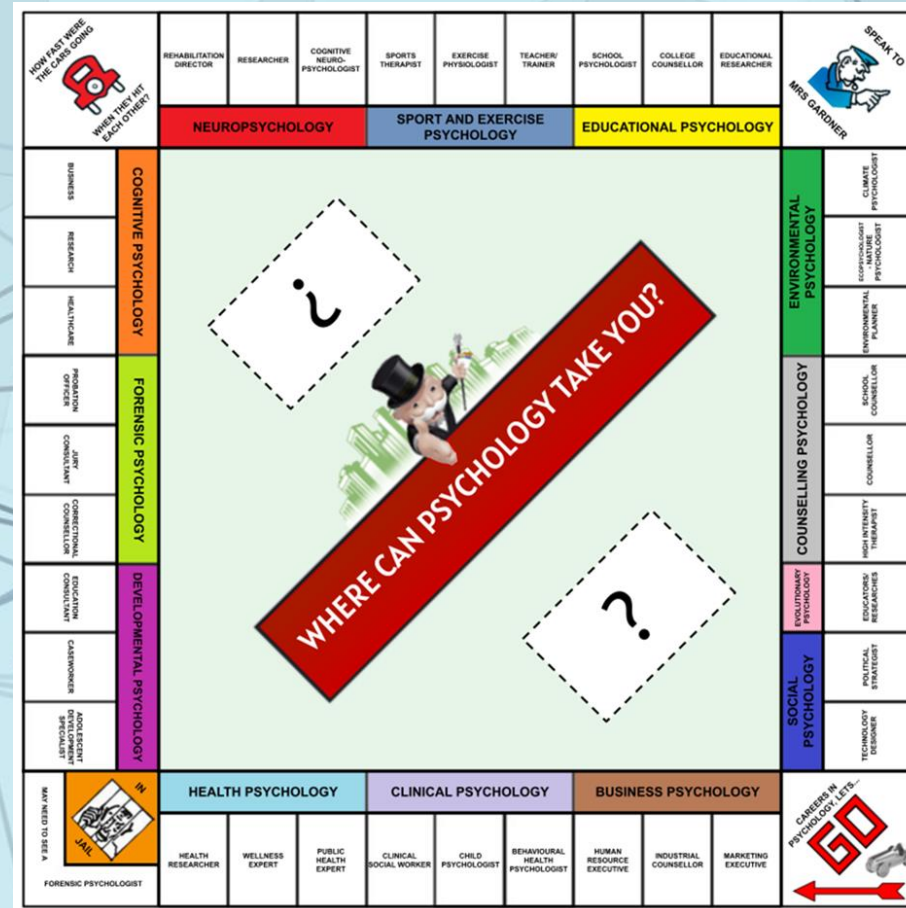 HOW FAST WERE
THE CARS GOING
WHEN THEY HIT
EACH OTHER?
REHABILITATION
DIRECTOR
RESEARCHER
COGNITIVE
NEURO-
PSYCHOLOGIST
SPORTS
THERAPIST
EXERCISE
PHYSIOLOGIST
TEACHER/
TRAINER
SCHOOL
PSYCHOLOGIST
COLLEGE
COUNSELLOR
EDUCATIONAL
RESEARCHER
NEUROPSYCHOLOGY
SPORT AND EXERCISE
PSYCHOLOGY
EDUCATIONAL PSYCHOLOGY
SPEAK TO
MRS GARDNER
ENVIRONMENTAL
PSYCHOLOGY
CLIMATE
PSYCHOLOGIST
ECOPSYCHOLOGIST
- NATURE
PSYCHOLOGIST
ENVIRONMENTAL
PLANNER
COUNSELLING PSYCHOLOGY
SCHOOL
COUNSELLOR
COUNSELLOR
HIGH INTENSITY
THERAPIST
EVOLUTIONARY
PSYCHOLOGY
EDUCATORS/
RESEARCHES
SOCIAL
PSYCHOLOGY
POLITICAL
STRATEGIST
TECHNOLOGY
DESIGNER
CAREERS IN
PSYCHOLOGY, LETS...
GO
BUSINESS PSYCHOLOGY
MARKETING
EXECUTIVE
INDUSTRIAL
COUNSELLOR
HUMAN
RESOURCE
EXECUTIVE
CLINICAL PSYCHOLOGY
BEHAVIOURAL
HEALTH
PSYCHOLOGIST
CHILD
PSYCHOLOGIST
CLINICAL
SOCIAL WORKER
HEALTH PSYCHOLOGY
PUBLIC
HEALTH
EXPERT
WELLNESS
EXPERT
HEALTH
RESEARCHER
IN
JAIL
MAY NEED TO SEE A
FORENSIC PSYCHOLOGIST
DEVELOPMENTAL PSYCHOLOGY
ADOLESCENT
DEVELOPMENT
SPECIALIST
CASEWORKER
EDUCATION
CONSULTANT
FORENSIC PSYCHOLOGY
CORRECTIONAL
COUNSELLOR
JURY
CONSULTANT
PROBATION
OFFICER
COGNITIVE PSYCHOLOGY
HEALTHCARE
RESEARCH
BUSINESS
?
WHERE CAN PSYCHOLOGY TAKE YOU?
?